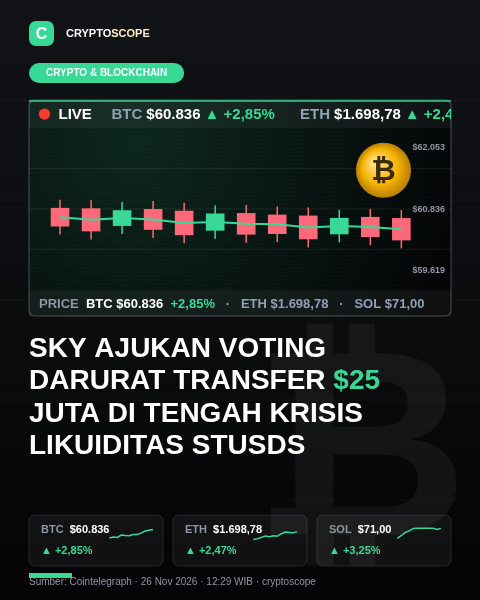 C CRYPTOSCOPE
CRYPTO & BLOCKCHAIN
LIVE BTC $60.836 ▲ +2,85% ETH $1.698,78 ▲ +2,4
$62.053
$60.836
$59.619
PRICE BTC $60.836 +2,85% · ETH $1.698,78 · SOL $71,00
SKY AJUKAN VOTING
DARURAT TRANSFER $25
JUTA DI TENGAH KRISIS
LIKUIDITAS STUSDS
BTC $60.836 ETH $1.698,78 SOL $71,00
▲ +2,85% ▲ +2,47% ▲ +3,25%
Sumber: Cointelegraph · 26 Nov 2026 · 12:29 WIB · cryptoscope